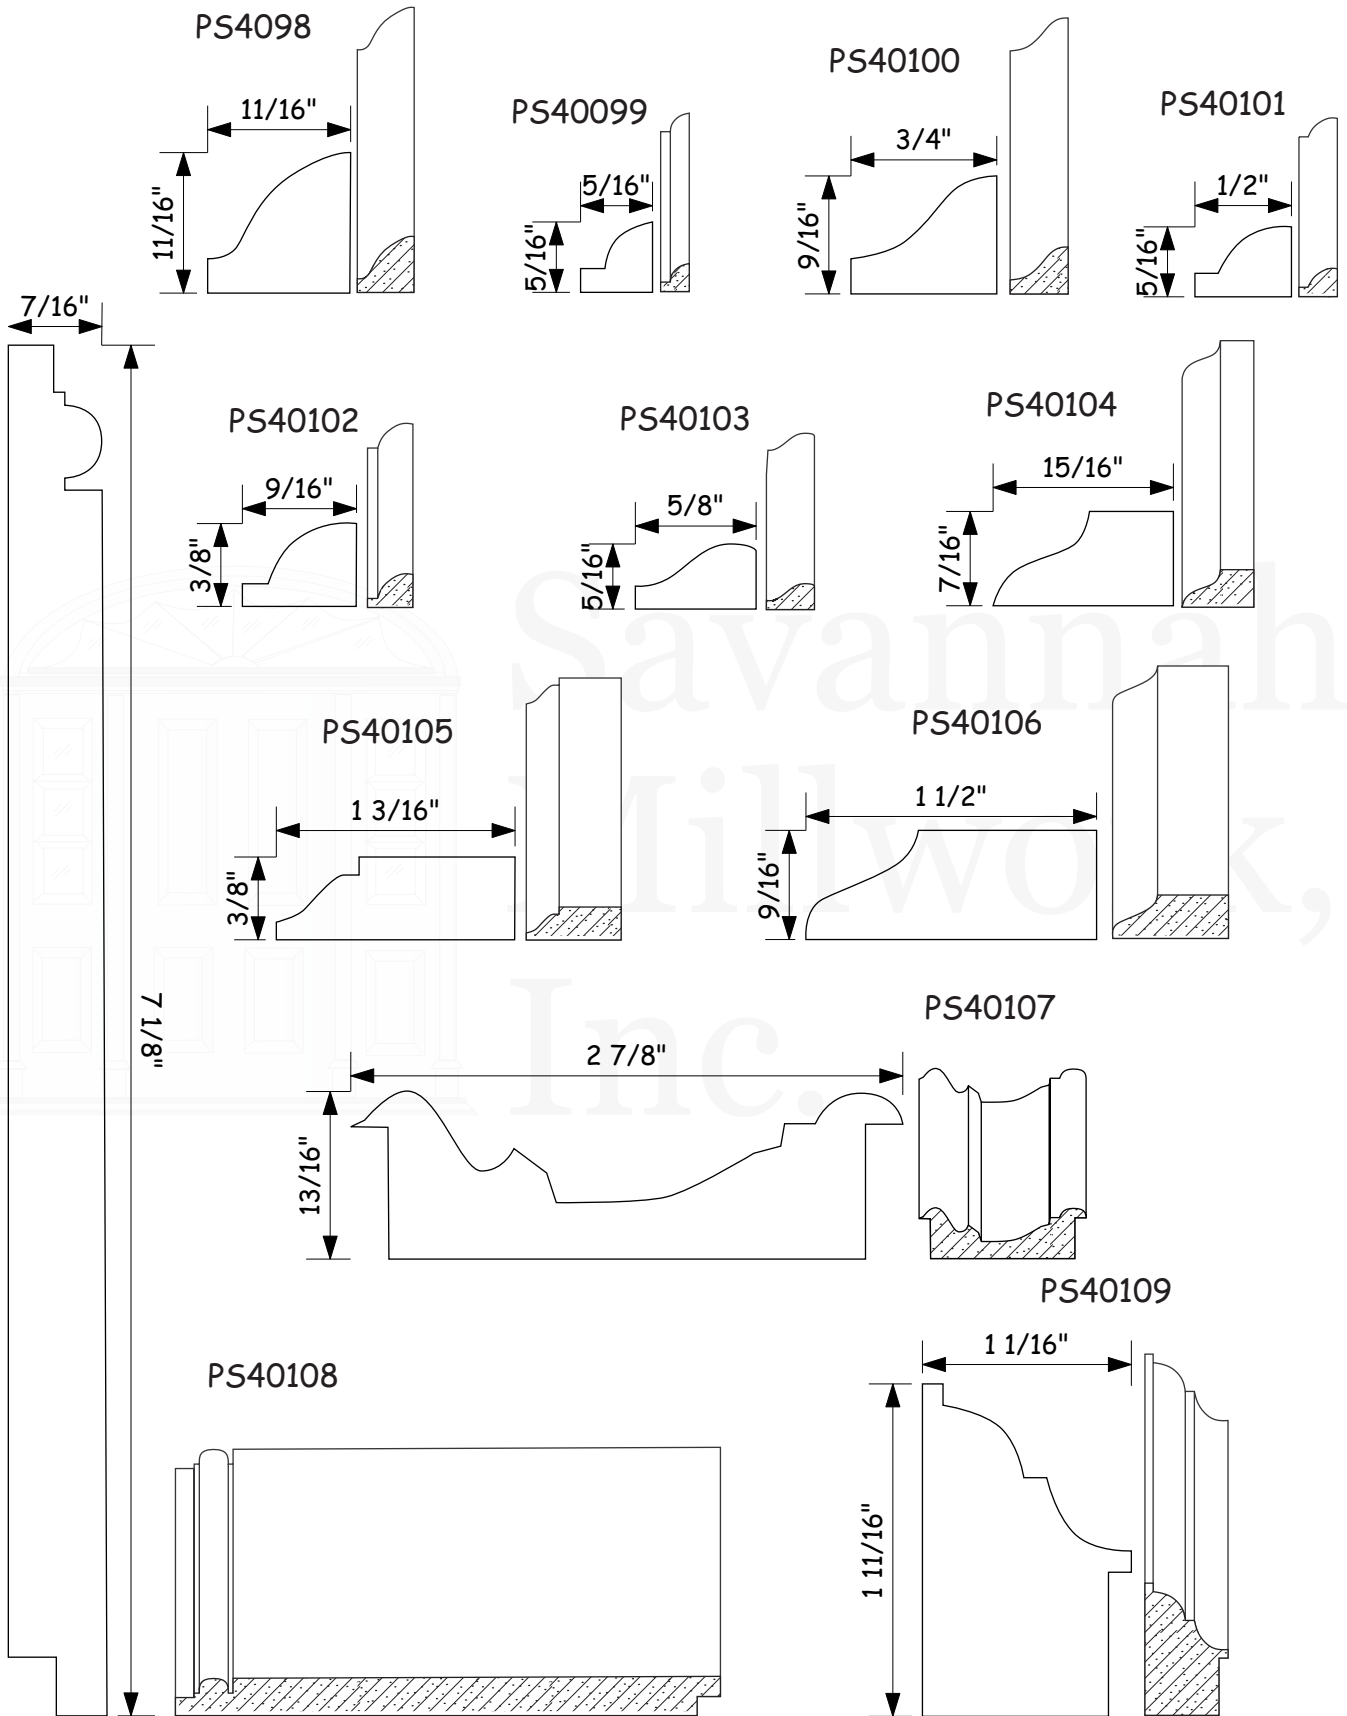 PS4098
11/16"
11/16"
PS40099
5/16"
5/16"
PS40100
3/4"
9/16"
PS40101
1/2"
5/16"
7/16"
7 1/8"
PS40102
9/16"
3/8"
PS40103
5/8"
5/16"
PS40104
15/16"
7/16"
PS40105
1 3/16"
3/8"
PS40106
1 1/2"
9/16"
PS40107
2 7/8"
13/16"
PS40108
PS40109
1 1/16"
1 11/16"
Savannah
Millwork,
Inc.